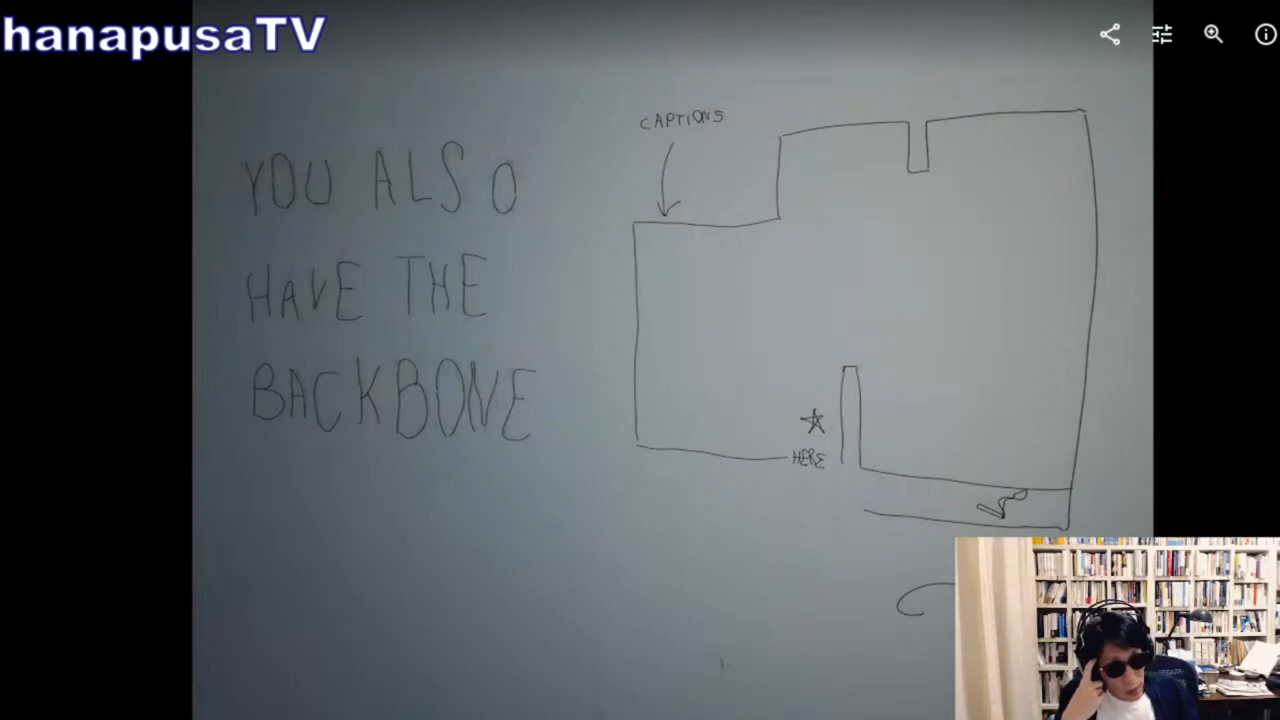 hanapusaTV
YOU ALSO
HAVE THE
BACKBONE
CAPTIONS
HERE